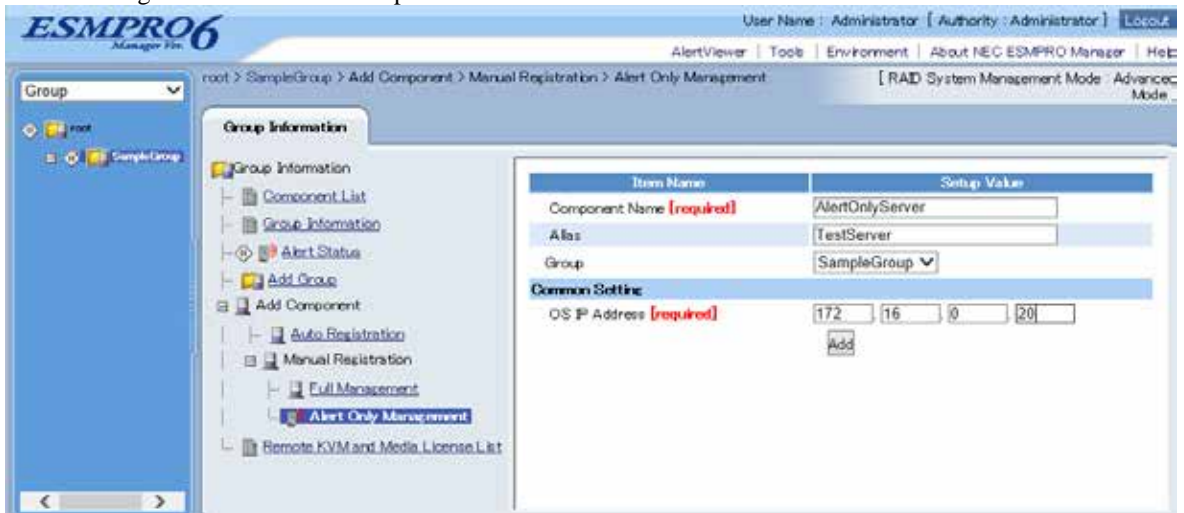 ESMPRO6
Manager Ver.
User Name : Administrator [ Authority : Administrator ] Logout
AlertViewer | Tools | Environment | About NEC ESMPRO Manager | Help
Group
root > SampleGroup > Add Component > Manual Registration > Alert Only Management
[ RAID System Management Mode : Advanced
Mode
root
SampleGroup
Group Information
Group Information
Component List
Group Information
Alert Status
Add Group
Add Component
Auto Registration
Manual Registration
Full Management
Alert Only Management
Remote KVM and Media License List
Item Name Setup Value
Component Name [required] AlertOnlyServer
Alias TestServer
Group SampleGroup
Common Setting
OS IP Address [required] 172 . 16 . 0 . 20
Add